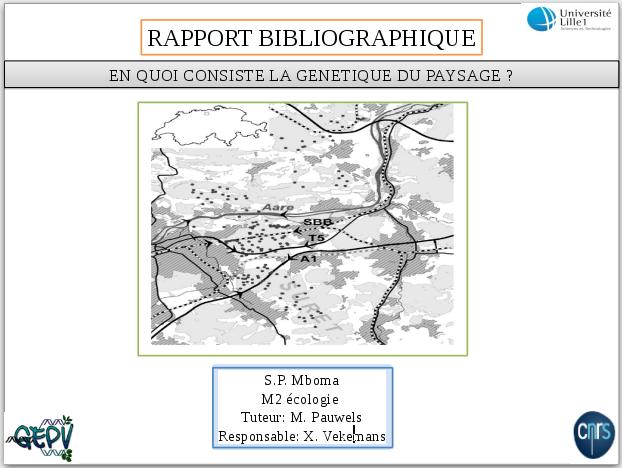 Université
Lille1
Sciences et Technologies
RAPPORT BIBLIOGRAPHIQUE
EN QUOI CONSISTE LA GENETIQUE DU PAYSAGE ?
Aare
SBB
T5
A1
S.P. Mboma
M2 écologie
Tuteur: M. Pauwels
Responsable: X. Vekemans
GEPV
cnrs